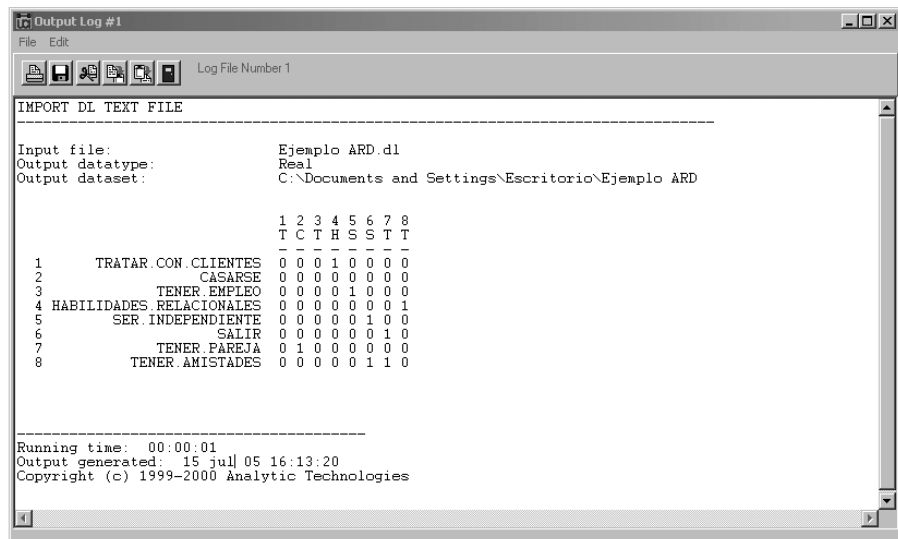 Output Log #1
File Edit
Log File Number 1
IMPORT DL TEXT FILE
--------------------------------------------------------------------------------
Input file: Ejemplo ARD.dl
Output datatype: Real
Output dataset: C:\Documents and Settings\Escritorio\Ejemplo ARD
1 2 3 4 5 6 7 8
T C T H S S T T
- - - - - - - -
1 TRATAR.CON.CLIENTES 0 0 0 1 0 0 0 0
2 CASARSE 0 0 0 0 0 0 0 0
3 TENER.EMPLEO 0 0 0 0 1 0 0 0
4 HABILIDADES.RELACIONALES 0 0 0 0 0 0 0 1
5 SER.INDEPENDIENTE 0 0 0 0 0 1 0 0
6 SALIR 0 0 0 0 0 0 1 0
7 TENER.PAREJA 0 1 0 0 0 0 0 0
8 TENER.AMISTADES 0 0 0 0 0 1 1 0
----------------------------------------
Running time: 00:00:01
Output generated: 15 jul 05 16:13:20
Copyright (c) 1999-2000 Analytic Technologies